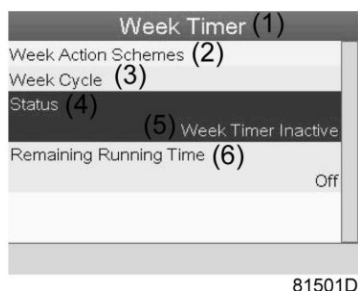 Week Timer (1)
Week Action Schemes (2)
Week Cycle (3)
Status (4)
(5) Week Timer Inactive
Remaining Running Time (6)
Off
81501D